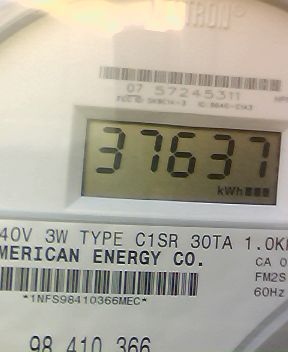 TRON®
07 57245311
37637
kWh
40V 3W TYPE C1SR 30TA 1.0K
MERICAN ENERGY CO.
CA 0
FM2S
60Hz
*1NFS98410366MEC*
98 410 366